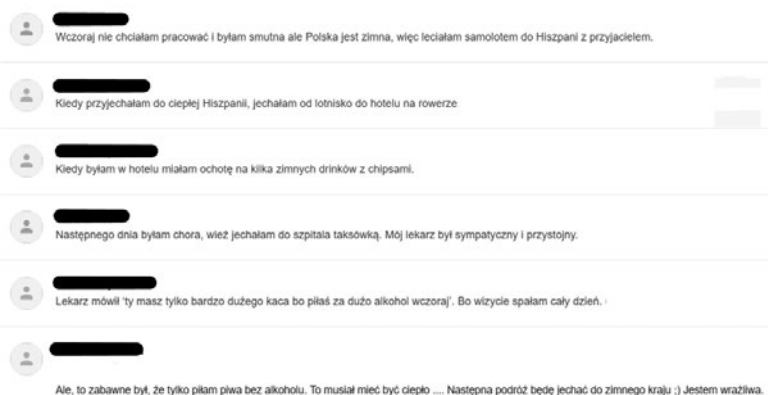 Wczoraj nie chciałam pracować i byłam smutna ale Polska jest zimna, więc leciałam samolotem do Hiszpani z przyjacielem.
Kiedy przyjechałam do ciepłej Hiszpanii, jechałam od lotnisko do hotelu na rowerze
Kiedy byłam w hotelu miałam ochotę na kilka zimnych drinków z chipsami.
Następnego dnia byłam chora, wież jechałam do szpitala taksówką. Mój lekarz był sympatyczny i przystojny.
Lekarz mówił 'ty masz tylko bardzo dużego kaca bo piłaś za dużo alkohol wczoraj'. Bo wizycie spałam cały dzień.
Ale, to zabawne był, że tylko piłam piwa bez alkoholu. To musiał mieć być ciepło .... Następna podróż będę jechać do zimnego kraju ;) Jestem wrażliwa.